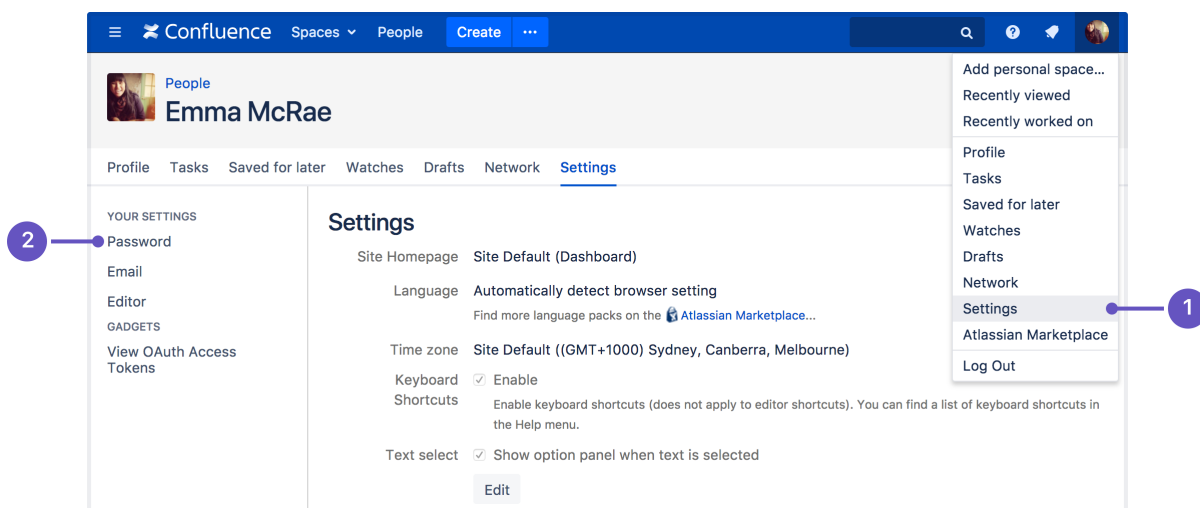 Confluence Spaces People Create ...
People
Emma McRae
Add personal space...
Recently viewed
Recently worked on
Profile
Tasks
Saved for later
Watches
Drafts
Network
Settings
Atlassian Marketplace
Log Out
1
Profile Tasks Saved for later Watches Drafts Network Settings
YOUR SETTINGS
2
Password
Email
Editor
GADGETS
View OAuth Access
Tokens
Settings
Site Homepage Site Default (Dashboard)
Language Automatically detect browser setting
Find more language packs on the Atlassian Marketplace...
Time zone Site Default ((GMT+1000) Sydney, Canberra, Melbourne)
Keyboard
Shortcuts
Enable
Enable keyboard shortcuts (does not apply to editor shortcuts). You can find a list of keyboard shortcuts in
the Help menu.
Text select Show option panel when text is selected
Edit